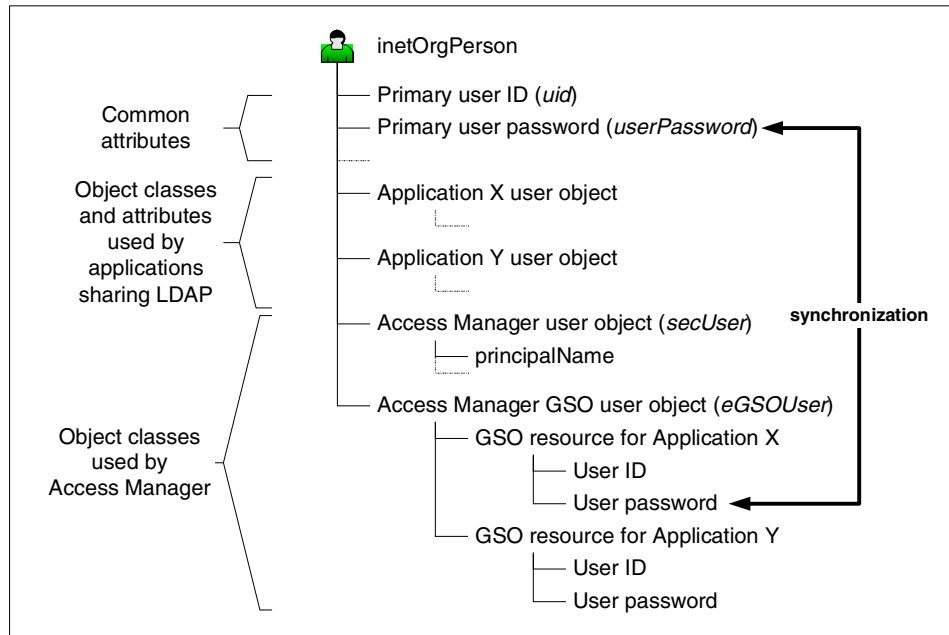 inetOrgPerson
Common
attributes
Primary user ID (uid)
Primary user password (userPassword)
Object classes
and attributes
used by
applications
sharing LDAP
Application X user object
Application Y user object
synchronization
Object classes
used by
Access Manager
Access Manager user object (secUser)
principalName
Access Manager GSO user object (eGSOUser)
GSO resource for Application X
User ID
User password
GSO resource for Application Y
User ID
User password